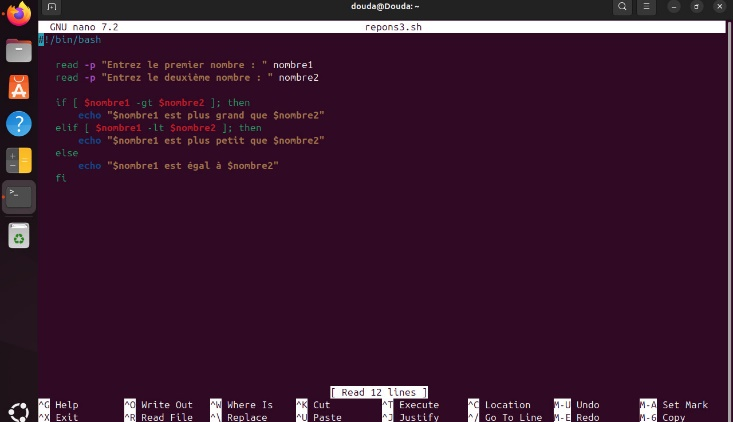 douda@Douda: ~
GNU nano 7.2 repons3.sh
#!/bin/bash
read -p "Entrez le premier nombre : " nombre1
read -p "Entrez le deuxième nombre : " nombre2
if [ $nombre1 -gt $nombre2 ]; then
echo "$nombre1 est plus grand que $nombre2"
elif [ $nombre1 -lt $nombre2 ]; then
echo "$nombre1 est plus petit que $nombre2"
else
echo "$nombre1 est égal à $nombre2"
fi
[ Read 12 lines ]
^G Help ^O Write Out ^W Where Is ^K Cut ^T Execute ^C Location M-U Undo M-A Set Mark
^X Exit ^R Read File ^\ Replace ^U Paste ^J Justify ^/ Go To Line M-E Redo M-6 Copy